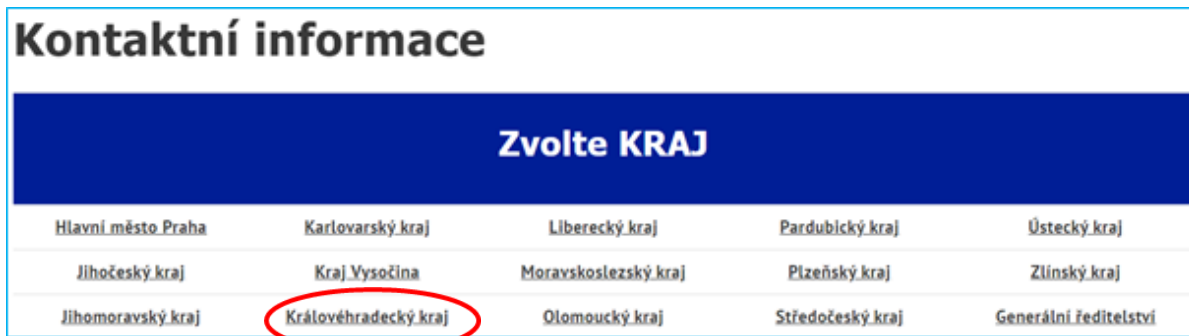 Kontaktní informace
Zvolte KRAJ
Hlavní město Praha Karlovarský kraj Liberecký kraj Pardubický kraj Ústecký kraj
Jihočeský kraj Kraj Vysočina Moravskoslezský kraj Plzeňský kraj Zlínský kraj
Jihomoravský kraj Královéhradecký kraj Olomoucký kraj Středočeský kraj Generální ředitelství